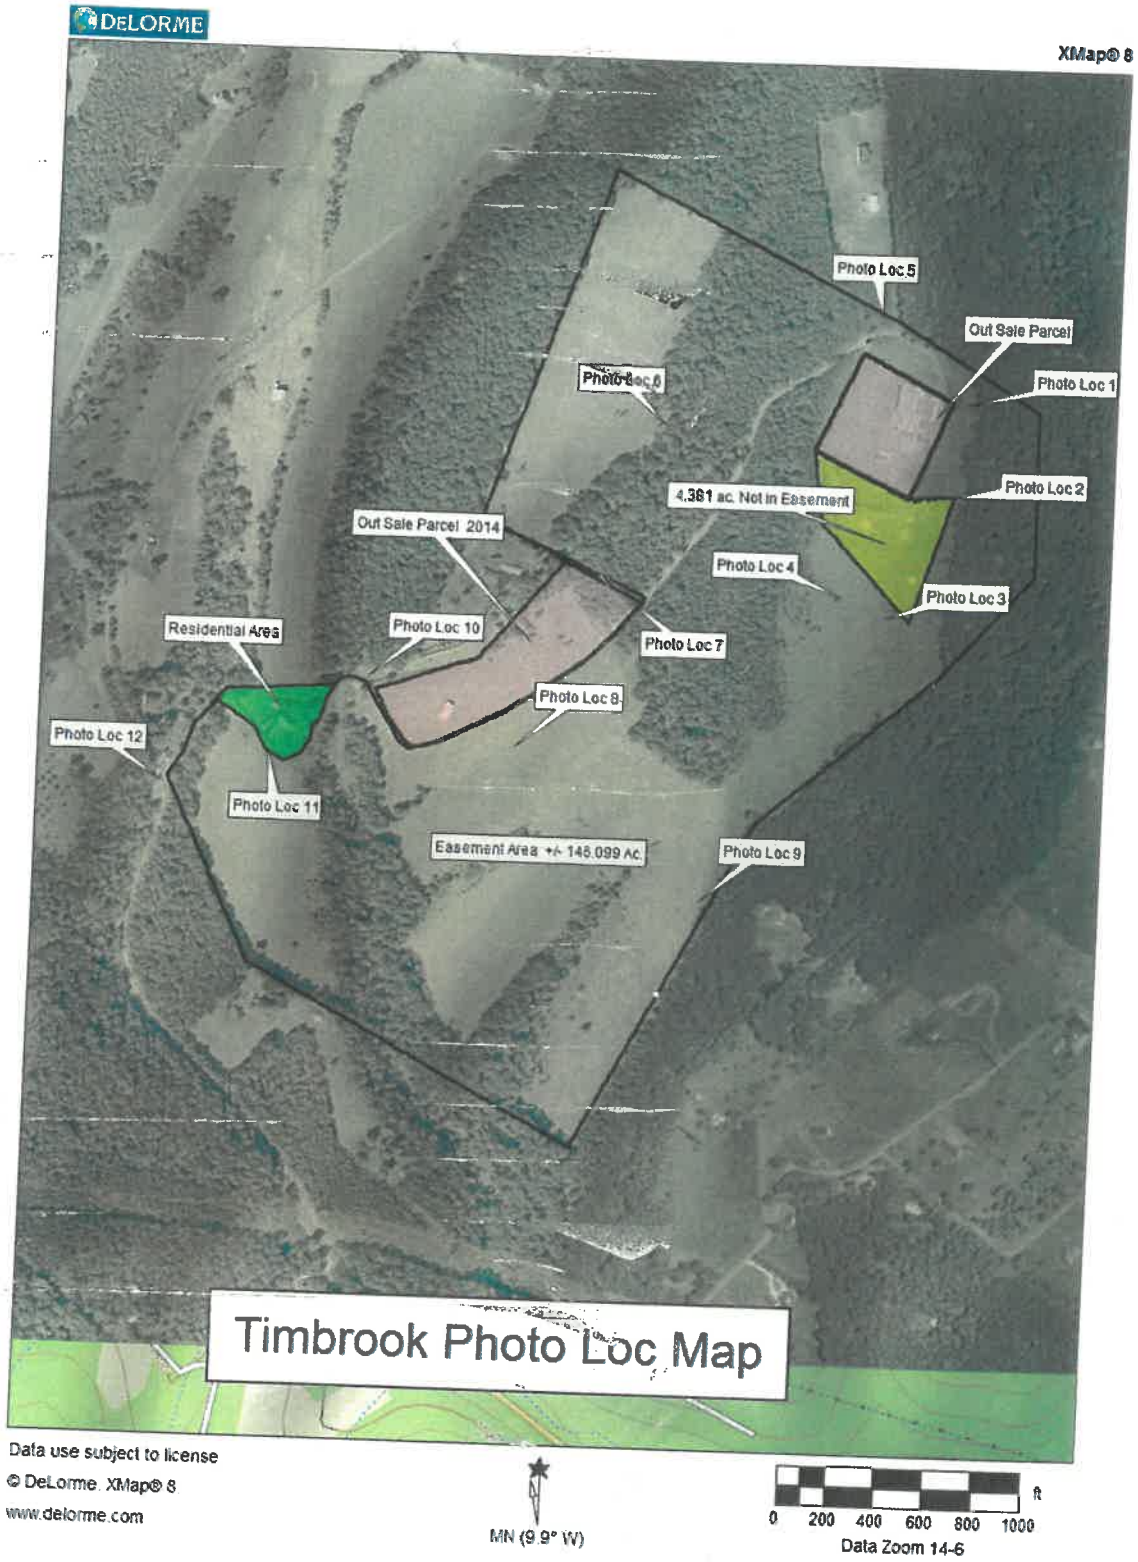 DELORME
XMap® 8
Photo Loc 5
Out Sale Parcel
Photo Loc 1
Photo Loc 6
Photo Loc 2
4.381 ac. Not in Easement
Out Sale Parcel 2014
Photo Loc 4
Photo Loc 3
Residential Area
Photo Loc 10
Photo Loc 7
Photo Loc 8
Photo Loc 12
Photo Loc 11
Easement Area +/- 146.099 Ac.
Photo Loc 9
Timbrook Photo Loc Map
Data use subject to license
© DeLorme. XMap® 8
www.delorme.com
MN (9.9° W)
ft
0 200 400 600 800 1000
Data Zoom 14-6